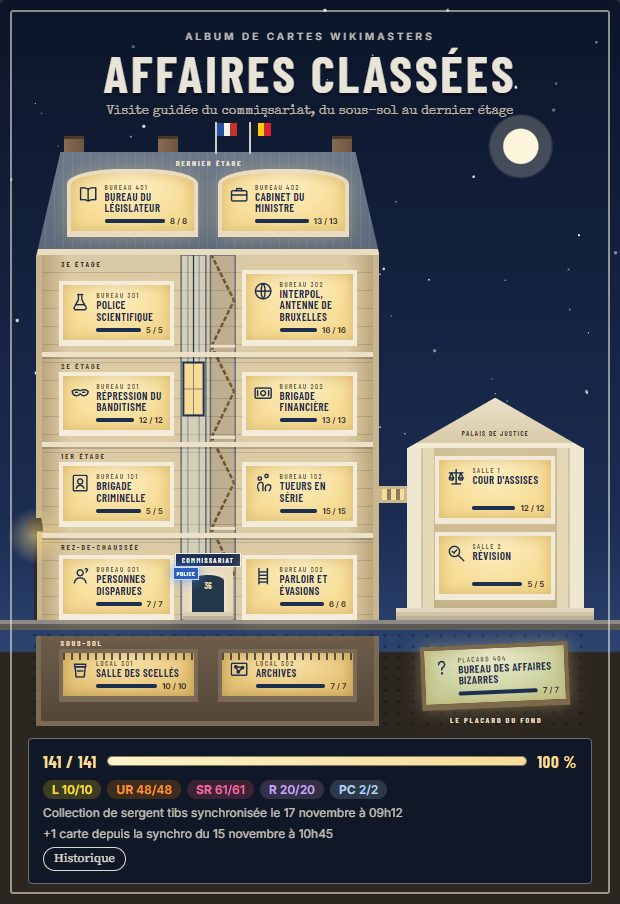 ALBUM DE CARTES WIKIMASTERS
AFFAIRES CLASSÉES
Visite guidée du commissariat, du sous-sol au dernier étage
DERNIER ÉTAGE
BUREAU 401
BUREAU DU
LÉGISLATEUR
8 / 8
BUREAU 402
CABINET DU
MINISTRE
13 / 13
3E ÉTAGE
BUREAU 301
POLICE
SCIENTIFIQUE
5 / 5
BUREAU 302
INTERPOL,
ANTENNE DE
BRUXELLES
16 / 16
2E ÉTAGE
BUREAU 201
RÉPRESSION DU
BANDITISME
12 / 12
BUREAU 202
BRIGADE
FINANCIÈRE
13 / 13
1ER ÉTAGE
BUREAU 101
BRIGADE
CRIMINELLE
5 / 5
BUREAU 102
TUEURS EN
SÉRIE
15 / 15
PALAIS DE JUSTICE
SALLE 1
COUR D'ASSISES
12 / 12
SALLE 2
RÉVISION
5 / 5
REZ-DE-CHAUSSÉE
BUREAU 001
PERSONNES
DISPARUES
7 / 7
COMMISSARIAT
POLICE
36
BUREAU 002
PARLOIR ET
ÉVASIONS
6 / 6
SOUS-SOL
LOCAL S01
SALLE DES SCELLÉS
10 / 10
LOCAL S02
ARCHIVES
7 / 7
PLACARD 404
BUREAU DES AFFAIRES
BIZARRES
7 / 7
LE PLACARD DU FOND
141 / 141
100 %
L 10/10 UR 48/48 SR 61/61 R 20/20 PC 2/2
Collection de sergent tibs synchronisée le 17 novembre à 09h12
+1 carte depuis la synchro du 15 novembre à 10h45
Historique